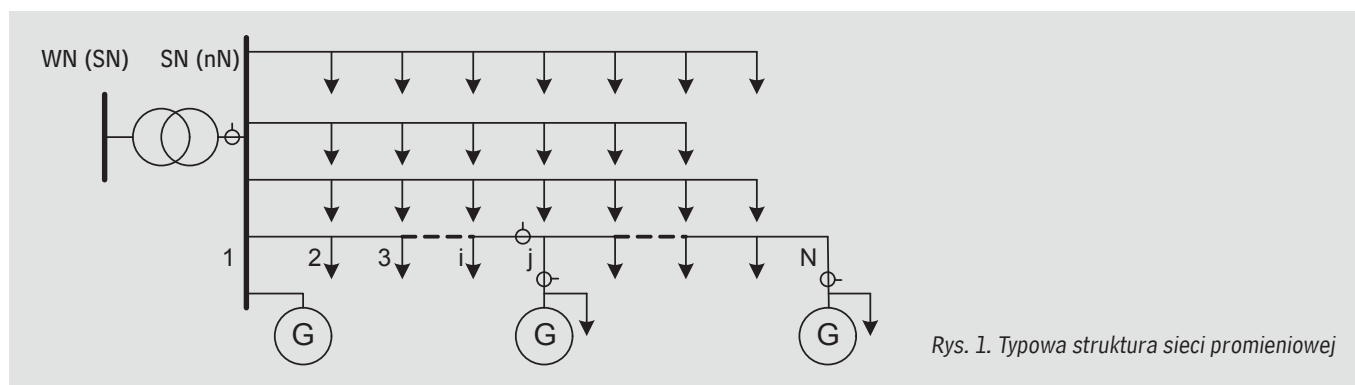 WN (SN) SN (nN)
1 2 3 i j N
G G G
Rys. 1. Typowa struktura sieci promieniowej